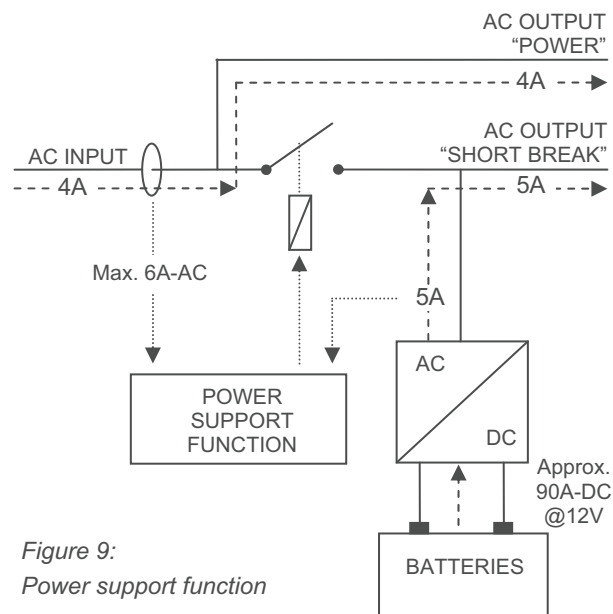 AC OUTPUT
“POWER”
4A
AC OUTPUT
“SHORT BREAK”
AC INPUT
4A
5A
Max. 6A-AC
5A
POWER
SUPPORT
FUNCTION
AC
DC
Approx.
90A-DC
@12V
BATTERIES
Figure 9:
Power support function